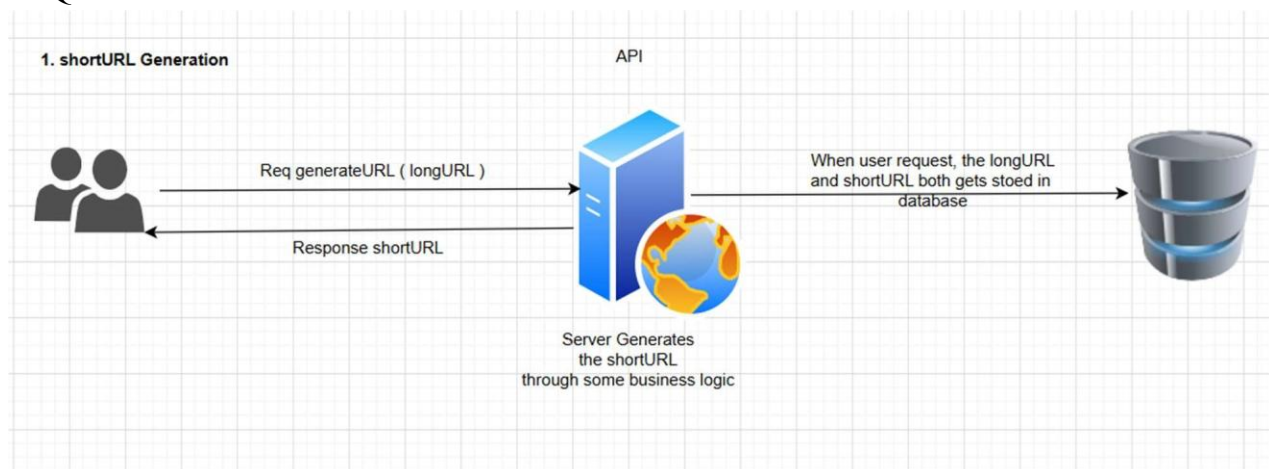 1. shortURL Generation
API
Req generateURL ( longURL )
When user request, the longURL
and shortURL both gets stoed in
database
Response shortURL
Server Generates
the shortURL
through some business logic